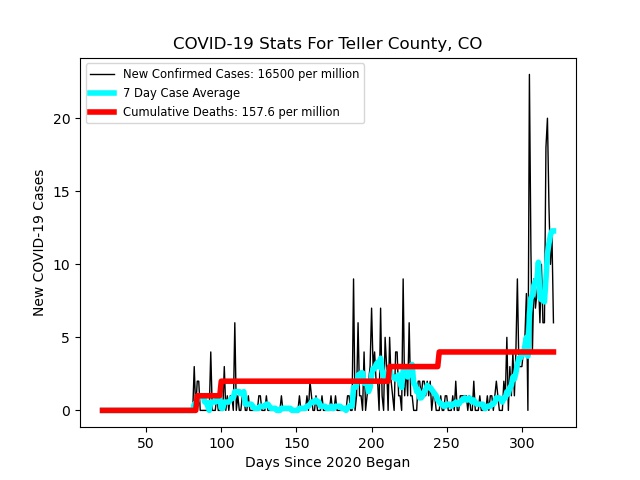 COVID-19 Stats For Teller County, CO
New Confirmed Cases: 16500 per million
7 Day Case Average
Cumulative Deaths: 157.6 per million
New COVID-19 Cases
20
15
10
5
0
50
100
150
200
250
300
Days Since 2020 Began